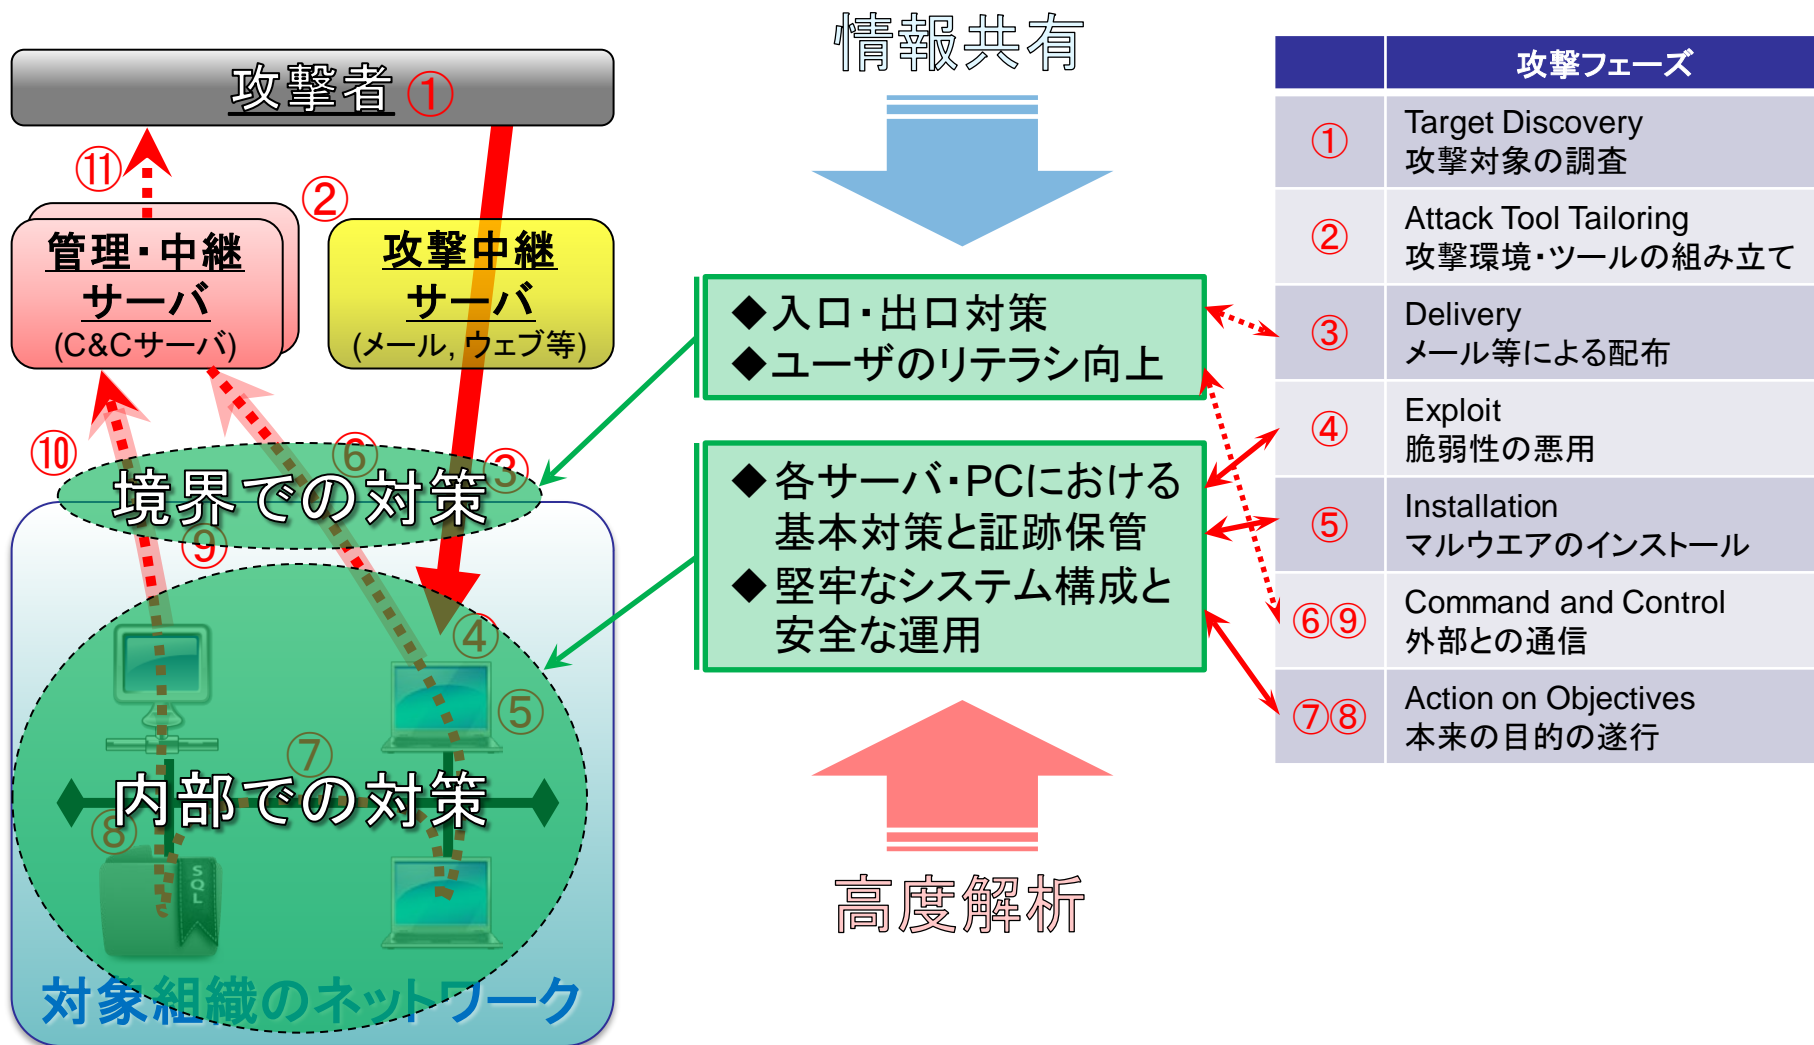 情報共有
攻撃者 ①
⑪
②
管理・中継
サーバ
(C&Cサーバ)
攻撃中継
サーバ
(メール, ウェブ等)
⑩
⑥
③
境界での対策
⑨
④
⑤
⑦
内部での対策
⑧
SQL
対象組織のネットワーク
◆入口・出口対策
◆ユーザのリテラシ向上
◆各サーバ・PCにおける
基本対策と証跡保管
◆堅牢なシステム構成と
安全な運用
高度解析
攻撃フェーズ
① Target Discovery
攻撃対象の調査
② Attack Tool Tailoring
攻撃環境・ツールの組み立て
③ Delivery
メール等による配布
④ Exploit
脆弱性の悪用
⑤ Installation
マルウエアのインストール
⑥⑨ Command and Control
外部との通信
⑦⑧ Action on Objectives
本来の目的の遂行